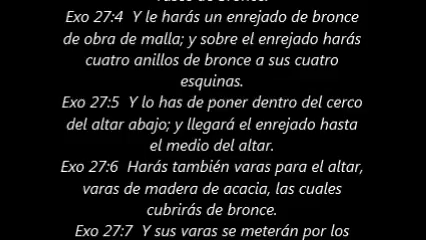 vasos de bronce.
Exo 27:4  Y le harás un enrejado de bronce
de obra de malla; y sobre el enrejado harás
cuatro anillos de bronce a sus cuatro
esquinas.
Exo 27:5  Y lo has de poner dentro del cerco
del altar abajo; y llegará el enrejado hasta
el medio del altar.
Exo 27:6  Harás también varas para el altar,
varas de madera de acacia, las cuales
cubrirás de bronce.
Exo 27:7  Y sus varas se meterán por los